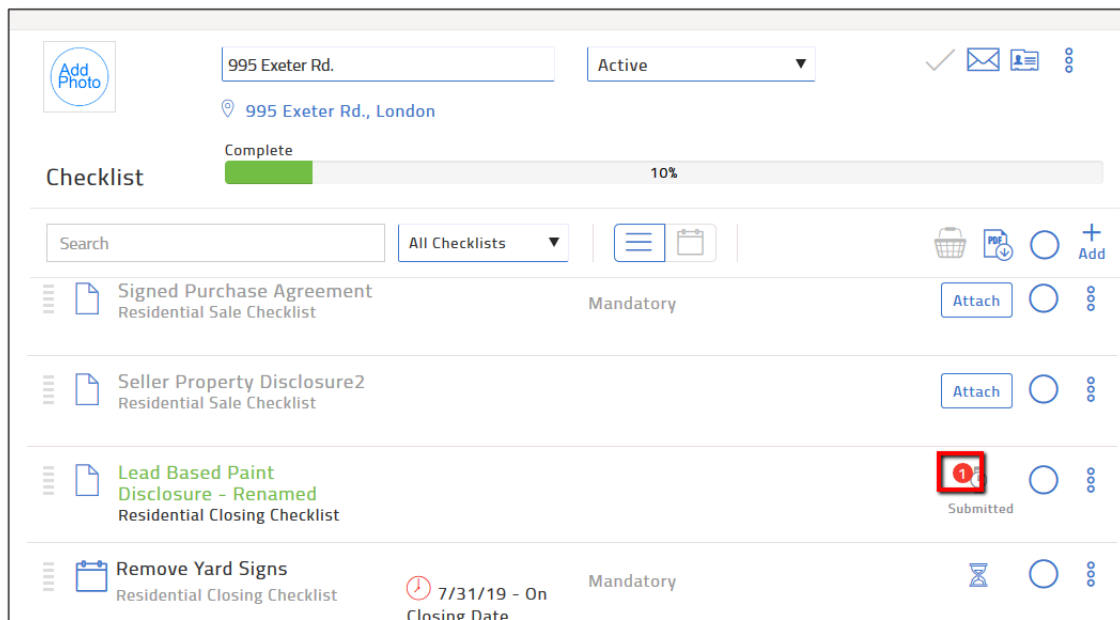 Add
Photo
995 Exeter Rd.
Active
995 Exeter Rd., London
Complete
Checklist
10%
Search
All Checklists
PDF
Add
Signed Purchase Agreement
Residential Sale Checklist
Mandatory
Attach
Seller Property Disclosure2
Residential Sale Checklist
Attach
Lead Based Paint
Disclosure - Renamed
Residential Closing Checklist
1
Submitted
Remove Yard Signs
Residential Closing Checklist
7/31/19 - On
Closing Date
Mandatory